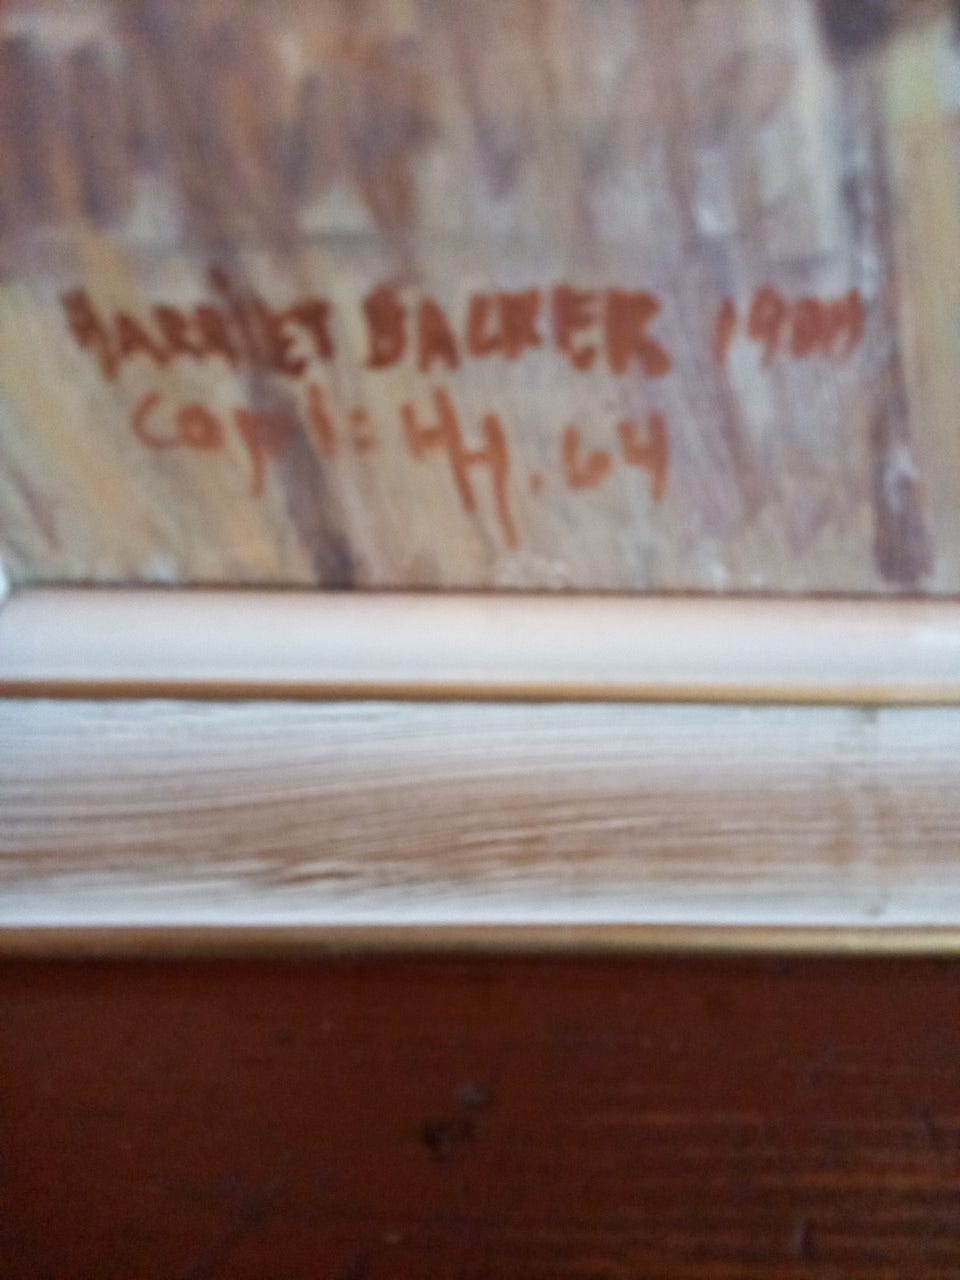 HARRIET BACKER
Copi: HH. 64